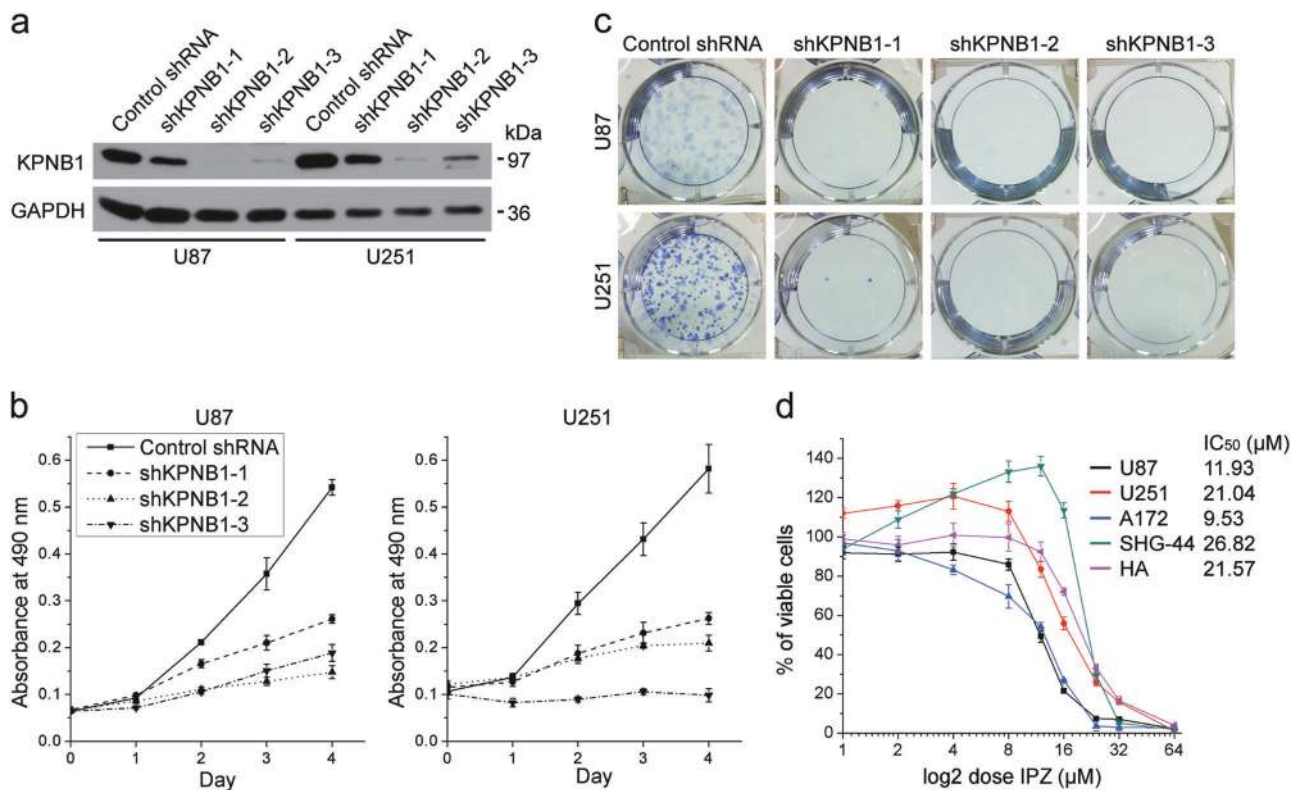 a
Control shRNA
shKPNB1-1
shKPNB1-2
shKPNB1-3
Control shRNA
shKPNB1-1
shKPNB1-2
shKPNB1-3
kDa
KPNB1
-97
GAPDH
-36
U87
U251
c
Control shRNA
shKPNB1-1
shKPNB1-2
shKPNB1-3
U87
U251
b
U87
Control shRNA
shKPNB1-1
shKPNB1-2
shKPNB1-3
Absorbance at 490 nm
0.6
0.5
0.4
0.3
0.2
0.1
0.0
0 1 2 3 4
Day
U251
Absorbance at 490 nm
0.6
0.5
0.4
0.3
0.2
0.1
0.0
0 1 2 3 4
Day
d
IC50 (µM)
U87 11.93
U251 21.04
A172 9.53
SHG-44 26.82
HA 21.57
% of viable cells
140
120
100
80
60
40
20
0
1 2 4 8 16 32 64
log2 dose IPZ (µM)